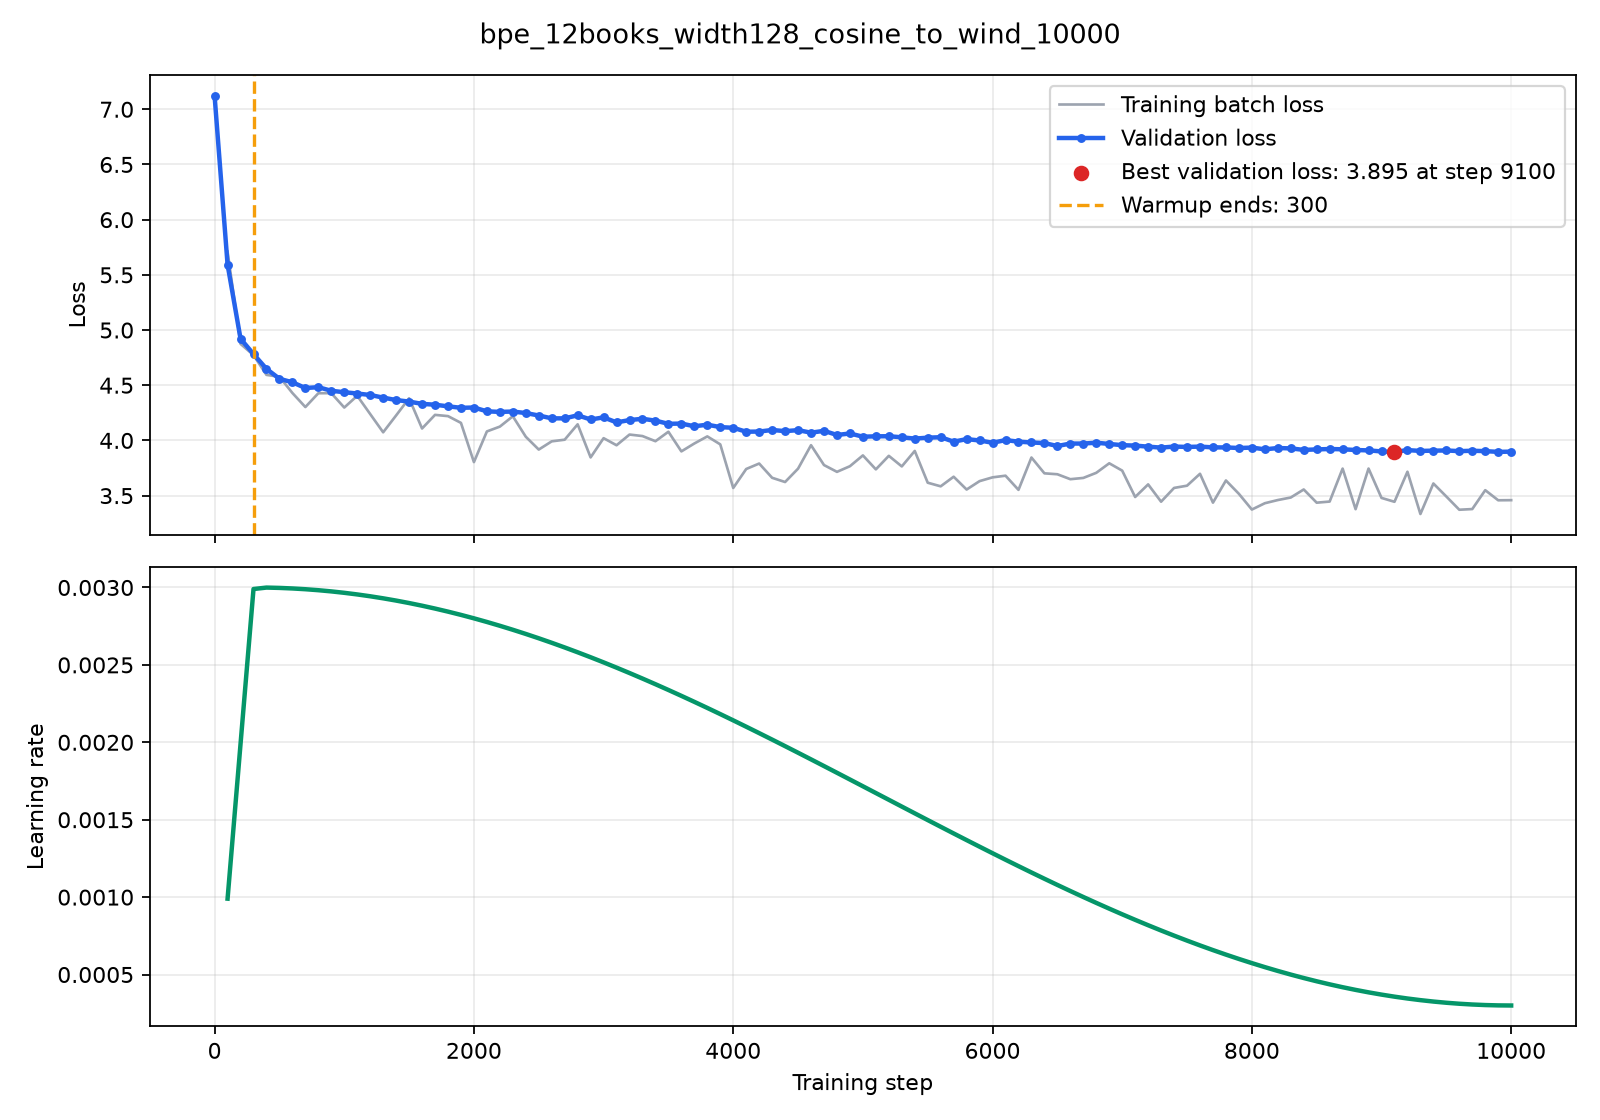 bpe_12books_width128_cosine_to_wind_10000
Training batch loss
Validation loss
Best validation loss: 3.895 at step 9100
Warmup ends: 300
Loss
7.0
6.5
6.0
5.5
5.0
4.5
4.0
3.5
Learning rate
0.0030
0.0025
0.0020
0.0015
0.0010
0.0005
0 2000 4000 6000 8000 10000
Training step